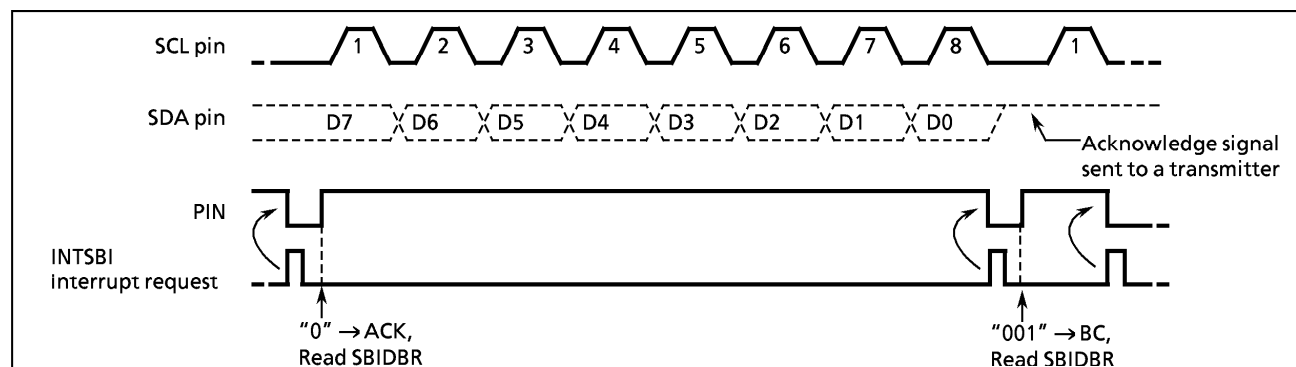 SCL pin
1 2 3 4 5 6 7 8 1
SDA pin
D7 D6 D5 D4 D3 D2 D1 D0
Acknowledge signal
sent to a transmitter
PIN
INTSBI
interrupt request
“0” → ACK,
Read SBIDBR
“001” → BC,
Read SBIDBR